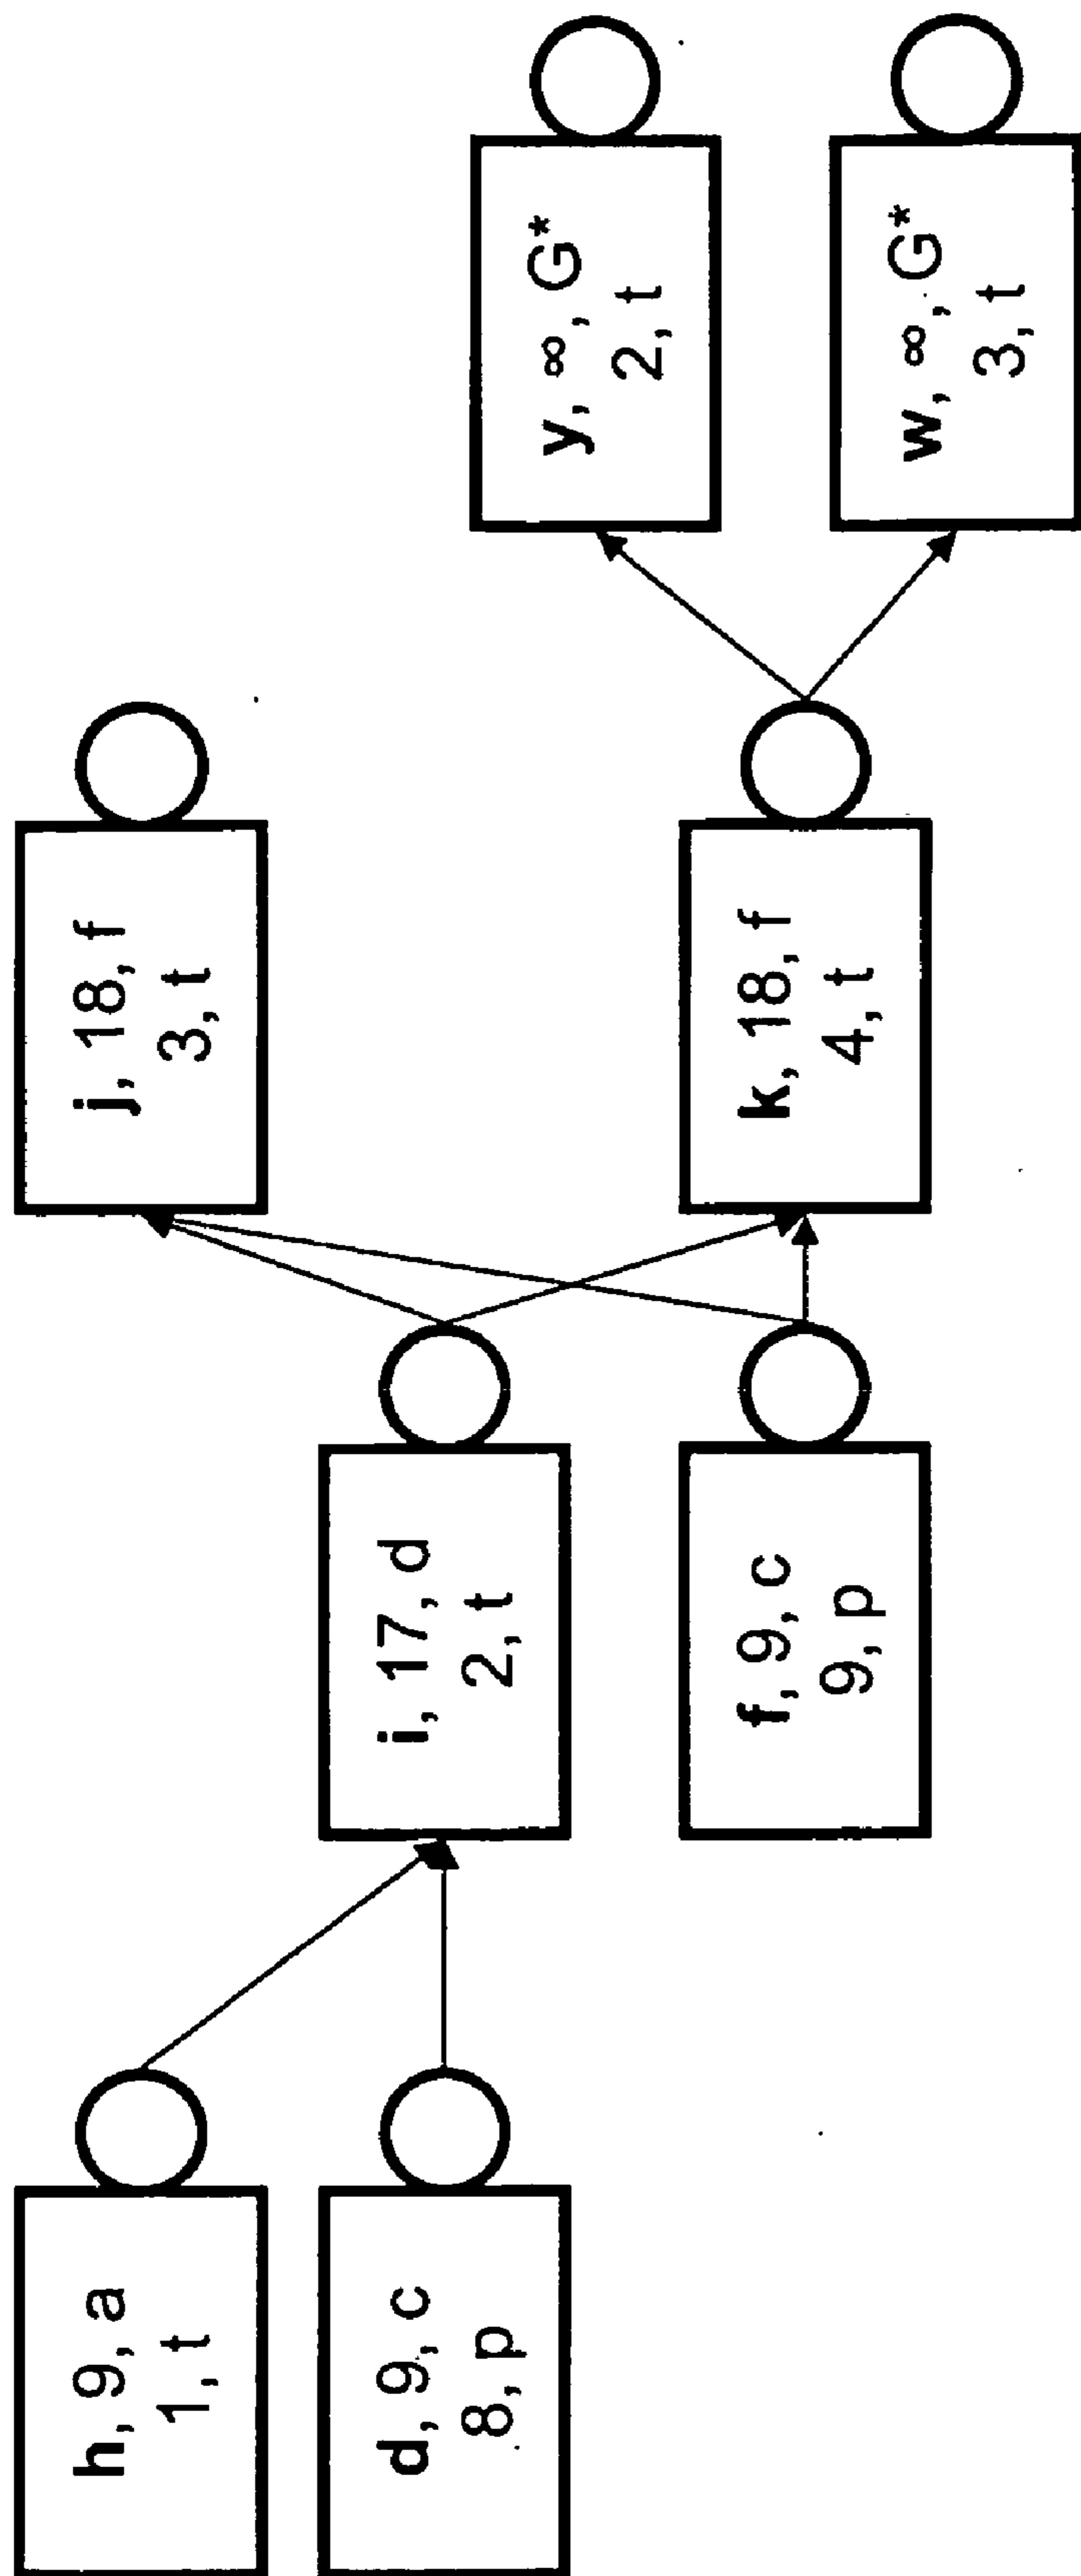 h, 9, a
1, t
d, 9, c
8, p
i, 17, d
2, t
f, 9, c
9, p
j, 18, f
3, t
k, 18, f
4, t
y, ∞, G*
2, t
w, ∞, G*
3, t